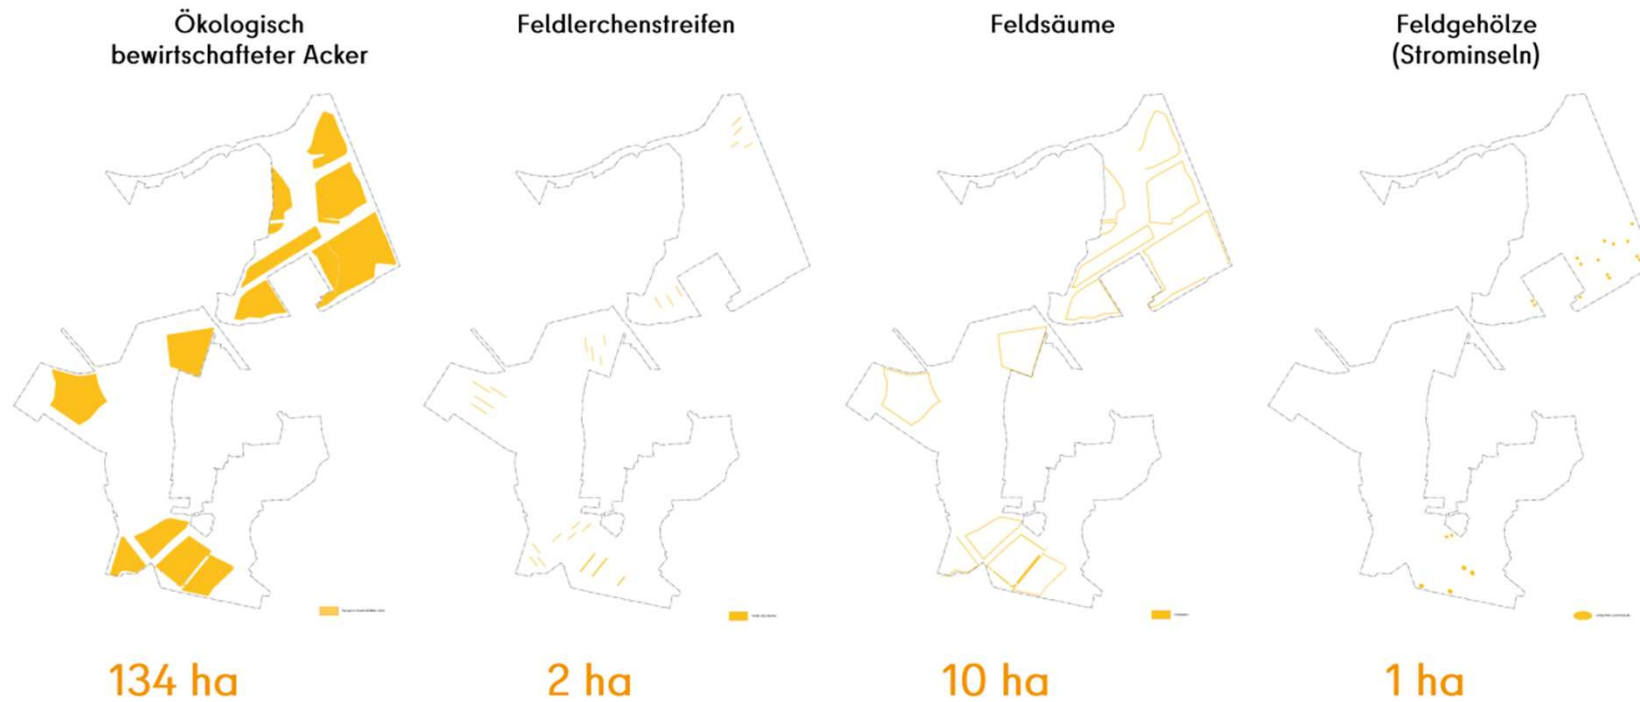 Ökologisch
bewirtschafteter Acker
Feldlerchenstreifen
Feldsäume
Feldgehölze
(Strominseln)
134 ha
2 ha
10 ha
1 ha